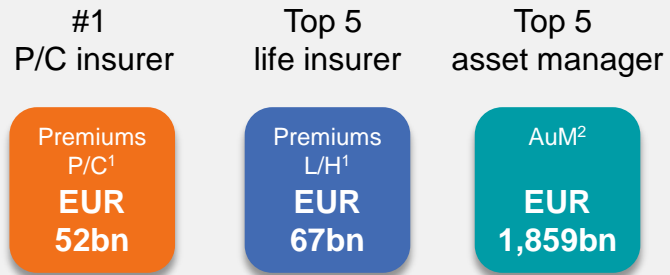 #1
P/C insurer
Top 5
life insurer
Top 5
asset manager
Premiums
P/C¹
EUR
52bn
Premiums
L/H¹
EUR
67bn
AuM²
EUR
1,859bn